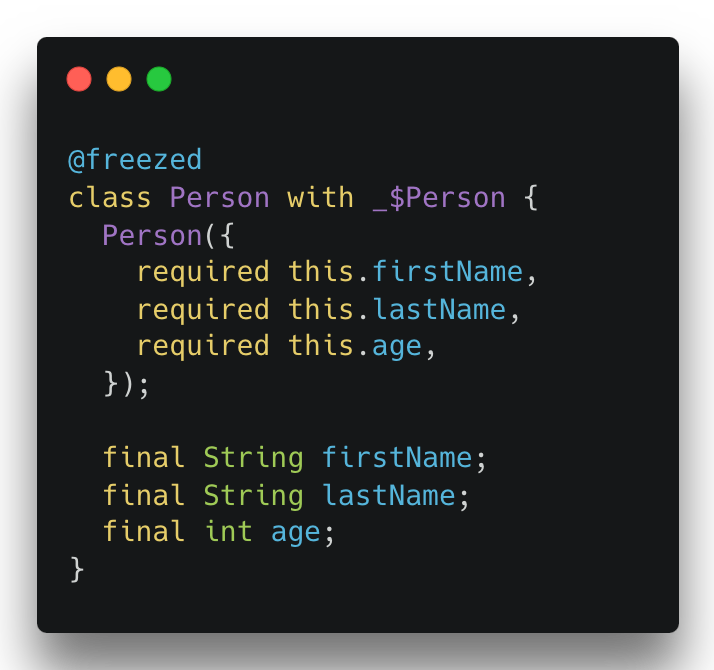 @freezed
class Person with _$Person {
  Person({
    required this.firstName,
    required this.lastName,
    required this.age,
  });

  final String firstName;
  final String lastName;
  final int age;
}